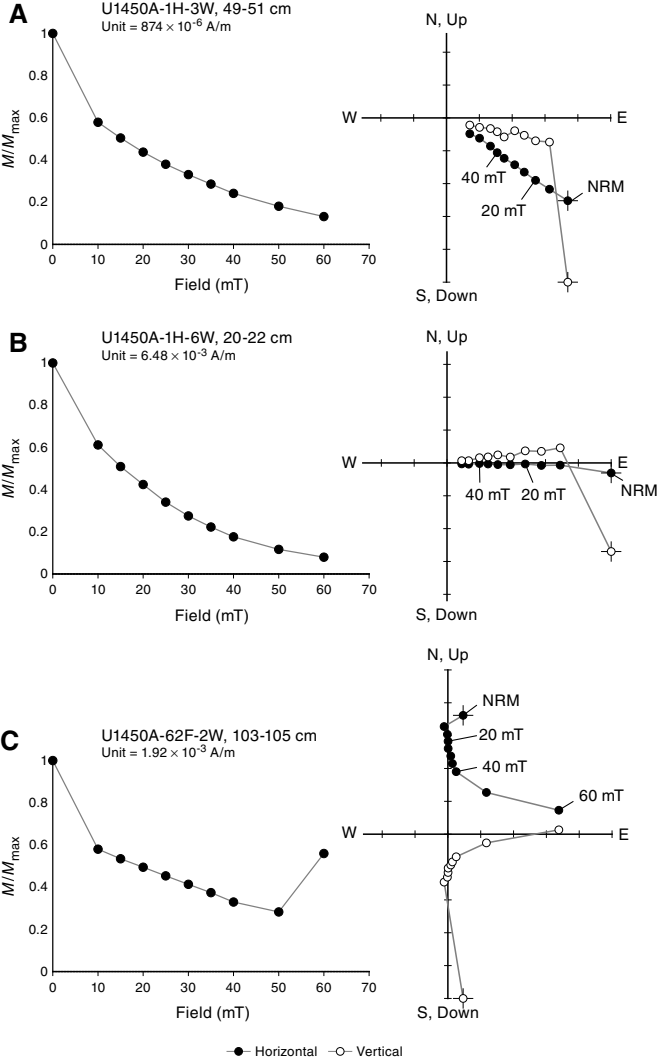 A
U1450A-1H-3W, 49-51 cm
Unit = 874 × 10⁻⁶ A/m
M/Mmax
1
0.6
0.4
0.2
0
0 10 20 30 40 50 60 70
Field (mT)
N, Up
W
E
40 mT
20 mT
NRM
S, Down
B
U1450A-1H-6W, 20-22 cm
Unit = 6.48 × 10⁻³ A/m
M/Mmax
1
0.8
0.6
0.4
0.2
0
0 10 20 30 40 50 60 70
Field (mT)
N, Up
W
E
40 mT
20 mT
NRM
S, Down
C
U1450A-62F-2W, 103-105 cm
Unit = 1.92 × 10⁻³ A/m
M/Mmax
1
0.8
0.6
0.4
0.2
0
0 10 20 30 40 50 60 70
Field (mT)
N, Up
NRM
20 mT
40 mT
60 mT
W
E
S, Down
Horizontal
Vertical